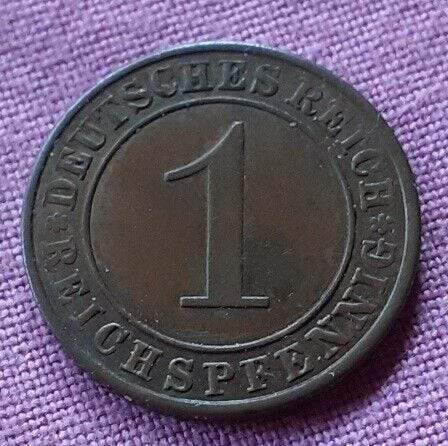 DEUTSCHES REICH
1
REICHSPFENNIG